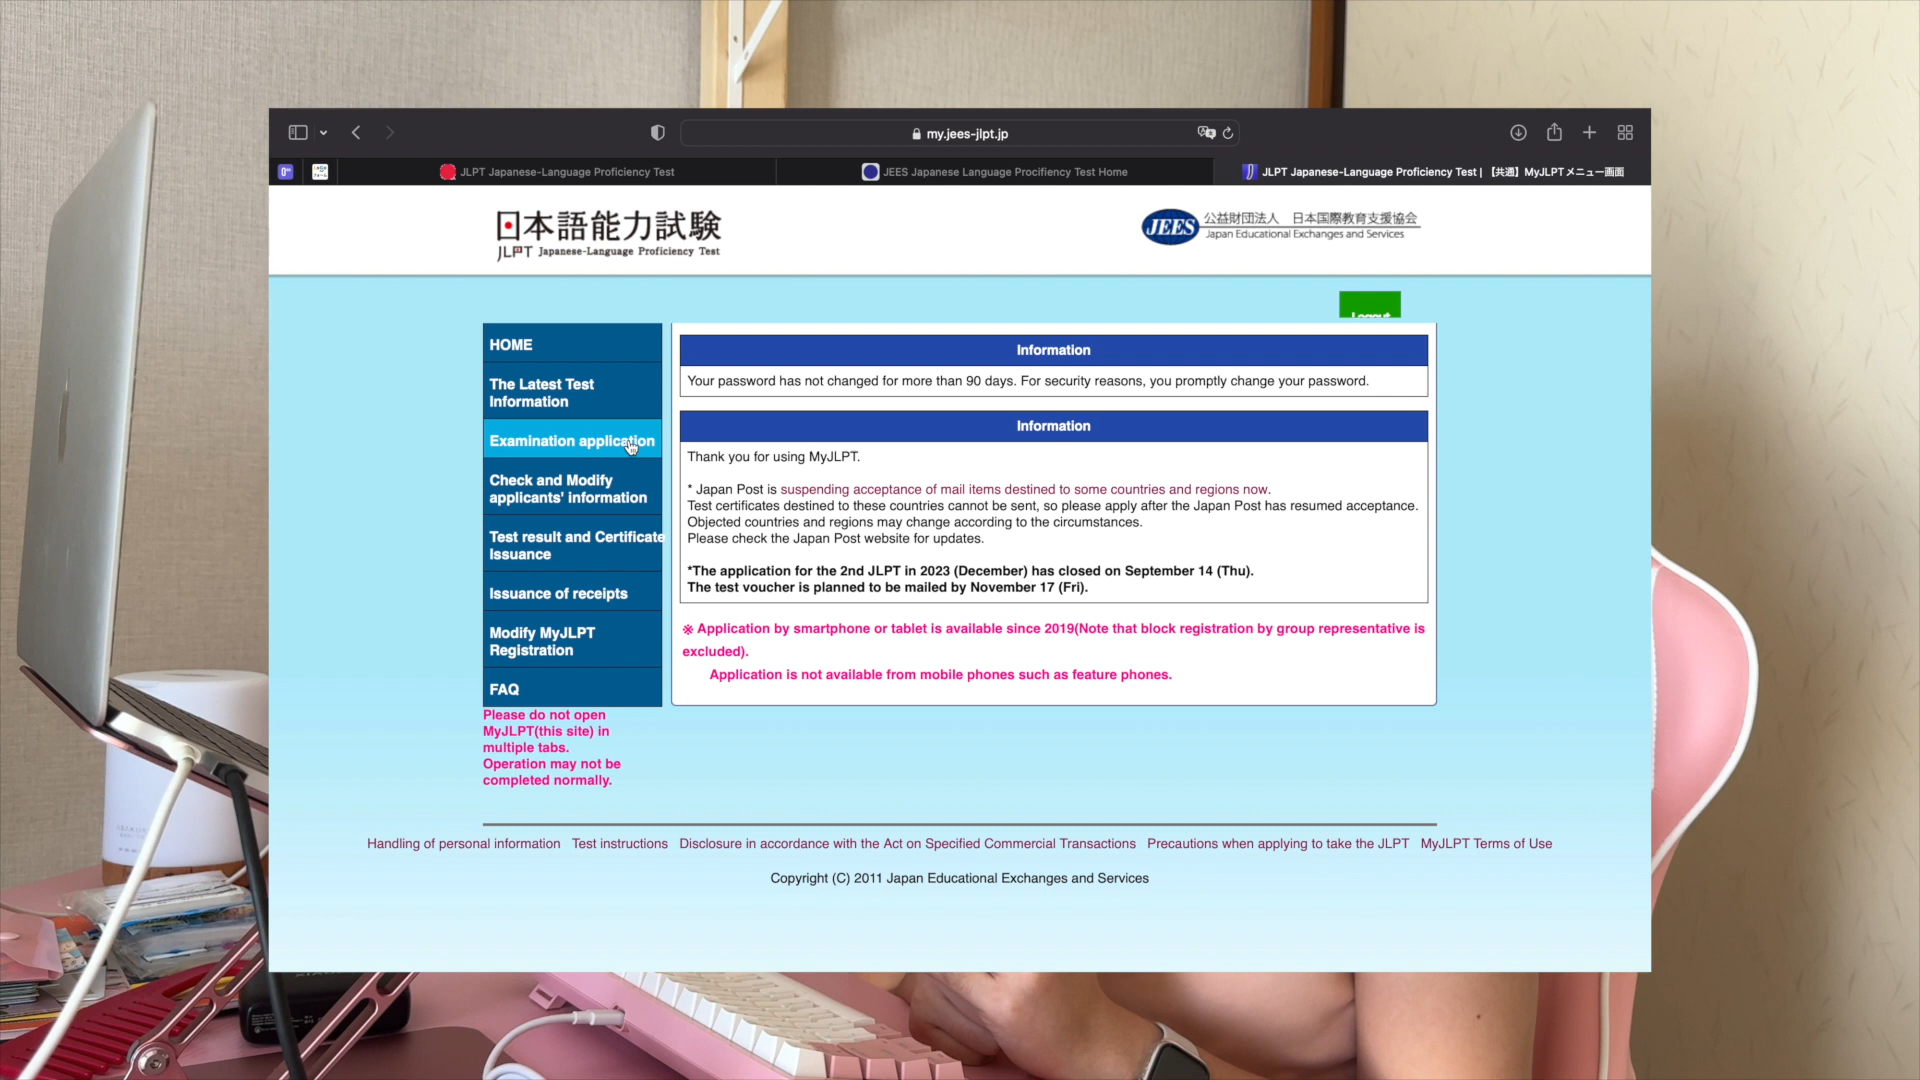 my.jees-jlpt.jp
JLPT Japanese-Language Proficiency Test
JEES Japanese Language Procifiency Test Home
JLPT Japanese-Language Proficiency Test | 【共通】MyJLPTメニュー画面
日本語能力試験
JLPT Japanese-Language Proficiency Test
JEES
公益財団法人 日本国際教育支援協会
Japan Educational Exchanges and Services
Logout
HOME
The Latest Test
Information
Examination application
Check and Modify
applicants' information
Test result and Certificate
Issuance
Issuance of receipts
Modify MyJLPT
Registration
FAQ
Please do not open
MyJLPT(this site) in
multiple tabs.
Operation may not be
completed normally.
Information
Your password has not changed for more than 90 days. For security reasons, you promptly change your password.
Information
Thank you for using MyJLPT.
* Japan Post is suspending acceptance of mail items destined to some countries and regions now.
Test certificates destined to these countries cannot be sent, so please apply after the Japan Post has resumed acceptance.
Objected countries and regions may change according to the circumstances.
Please check the Japan Post website for updates.
*The application for the 2nd JLPT in 2023 (December) has closed on September 14 (Thu).
The test voucher is planned to be mailed by November 17 (Fri).
※ Application by smartphone or tablet is available since 2019(Note that block registration by group representative is
excluded).
Application is not available from mobile phones such as feature phones.
Handling of personal information Test instructions Disclosure in accordance with the Act on Specified Commercial Transactions Precautions when applying to take the JLPT MyJLPT Terms of Use
Copyright (C) 2011 Japan Educational Exchanges and Services